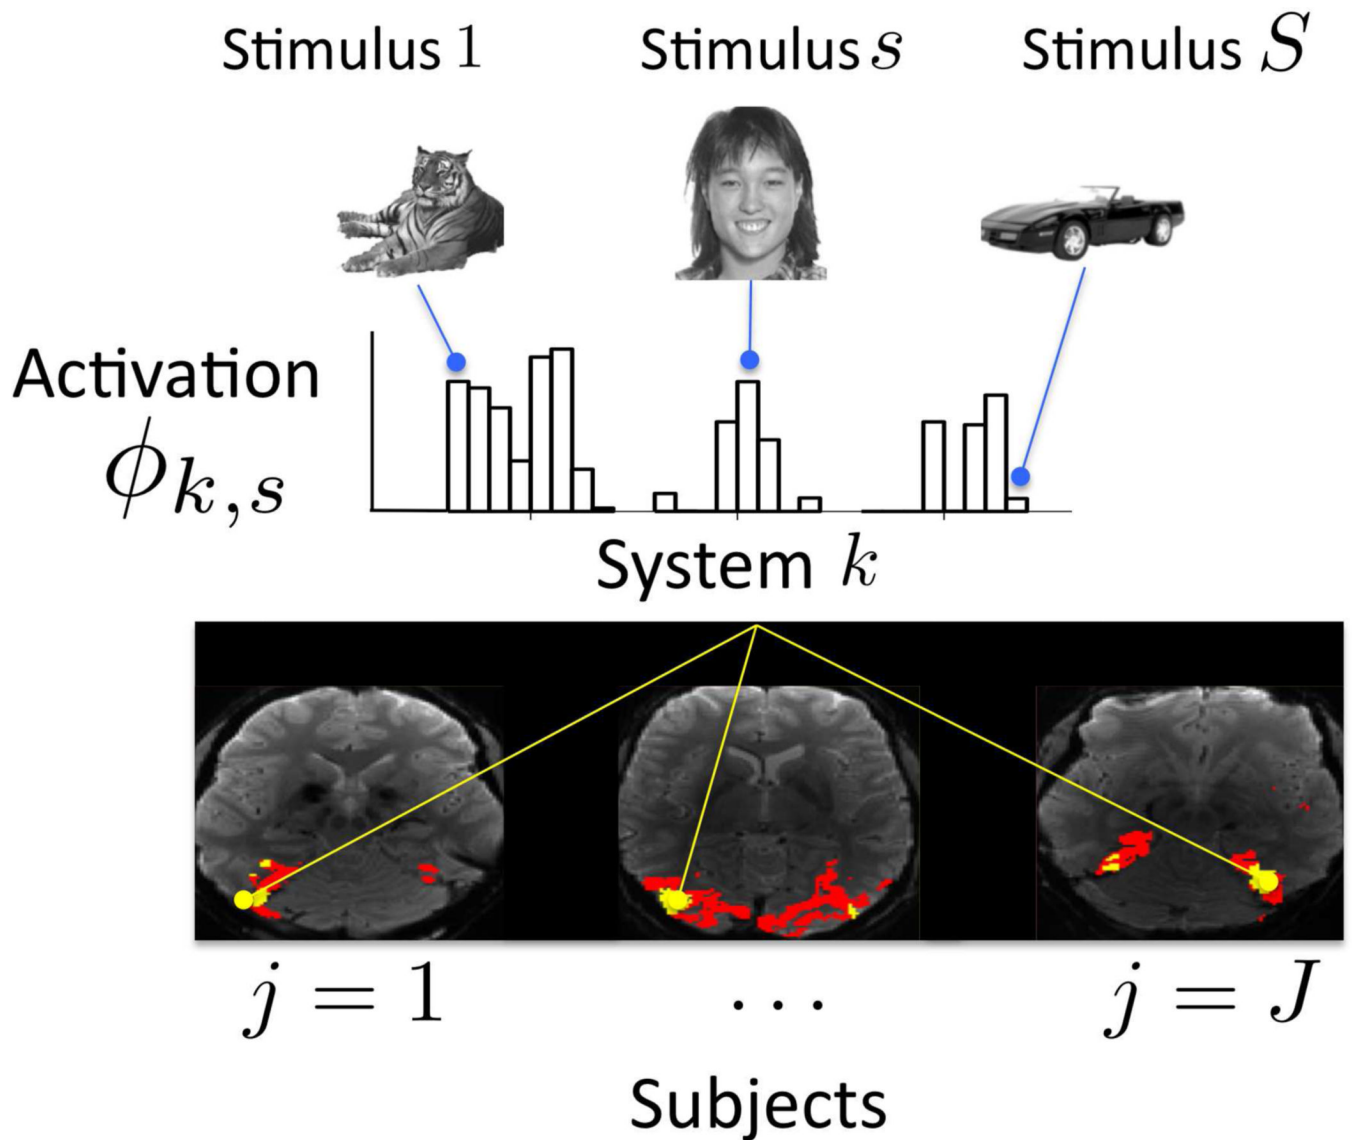 Stimulus 1
Stimulus s
Stimulus S
Activation
ϕk,s
System k
j = 1
...
j = J
Subjects